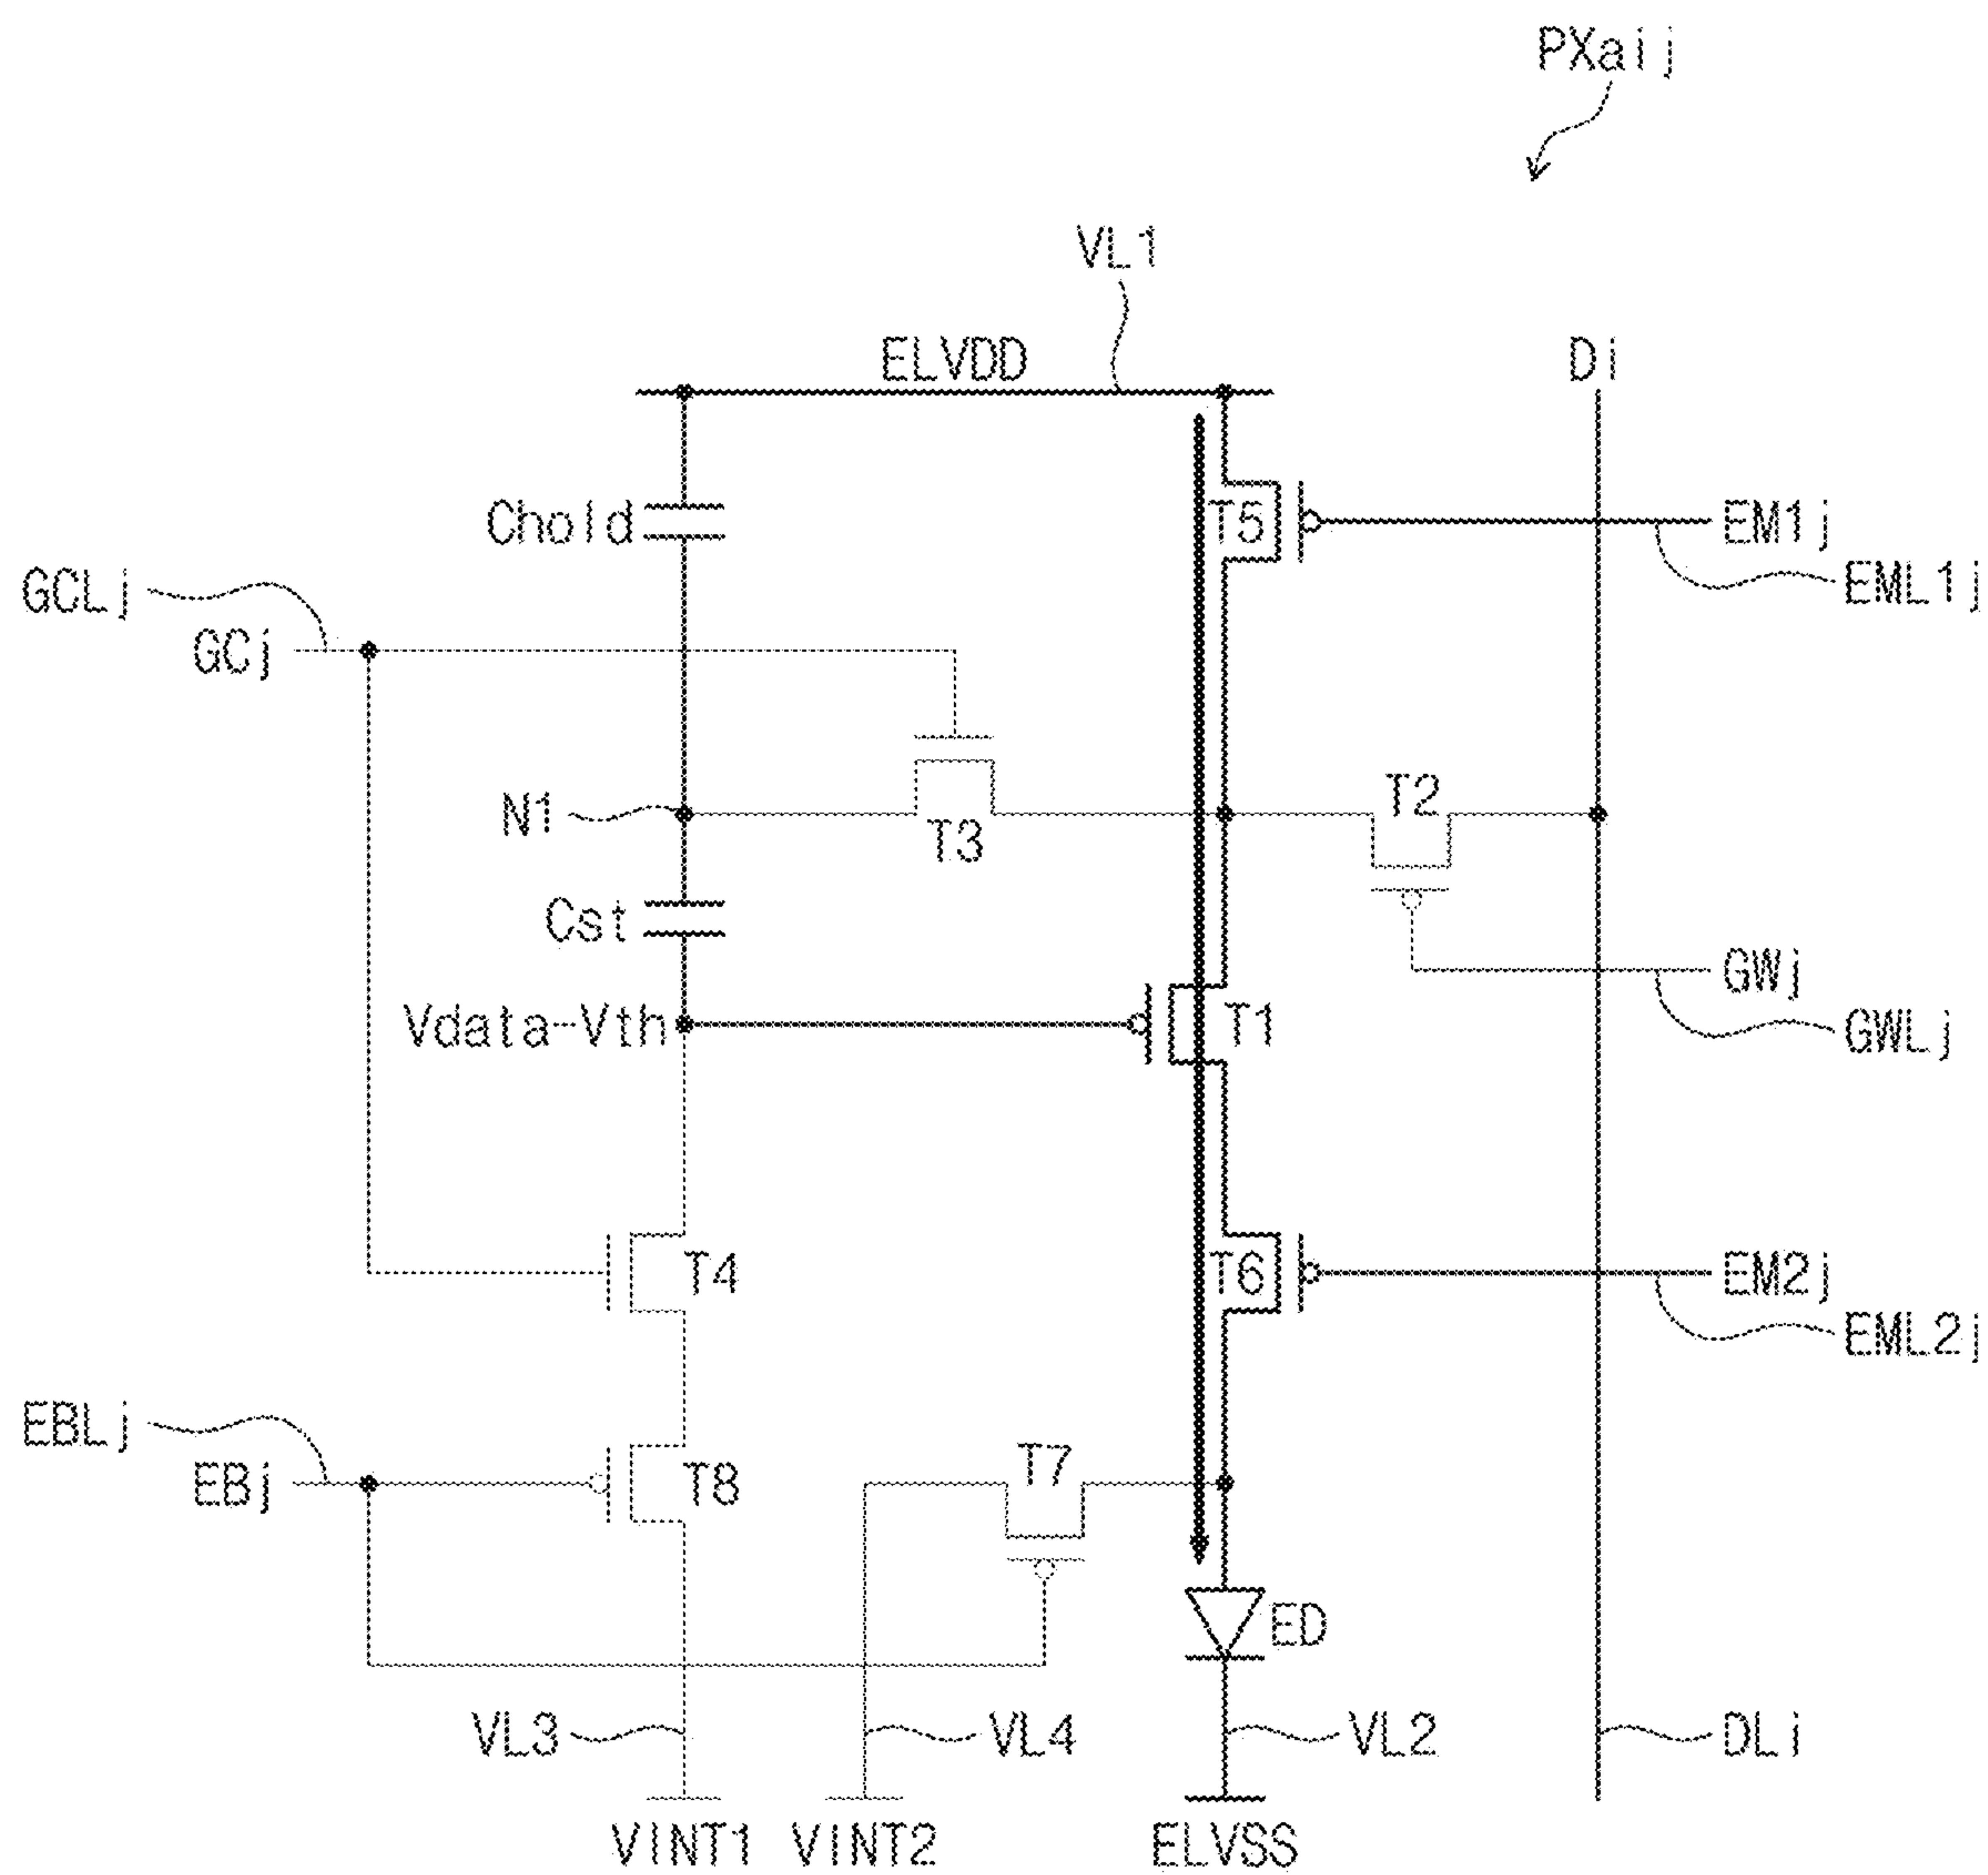 PXaij
VL1
ELVDD
Di
Chold
T5
EM1j
EML1j
GCLj
GCj
N1
T3
T2
Cst
Vdata-Vth
T1
GWj
GWLj
T4
T6
EM2j
EML2j
EBLj
EBj
T8
T7
ED
VL3
VL4
VL2
DLi
VINT1
VINT2
ELVSS